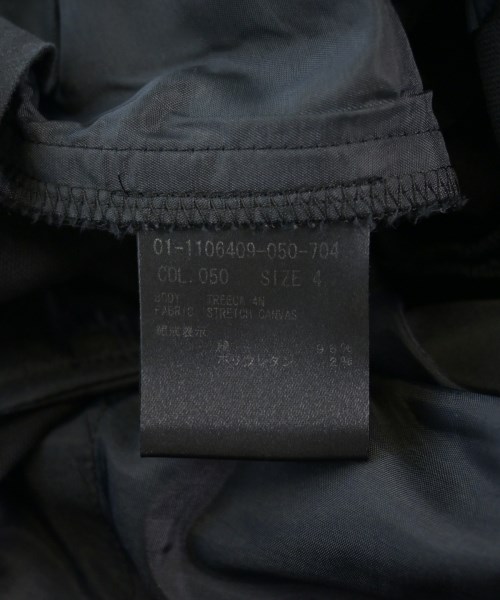 01-1106409-050-704
COL.050 SIZE 4
BODY
FABRIC STRETCH CANVAS
組成表示
綿 98%
ポリウレタン 2%